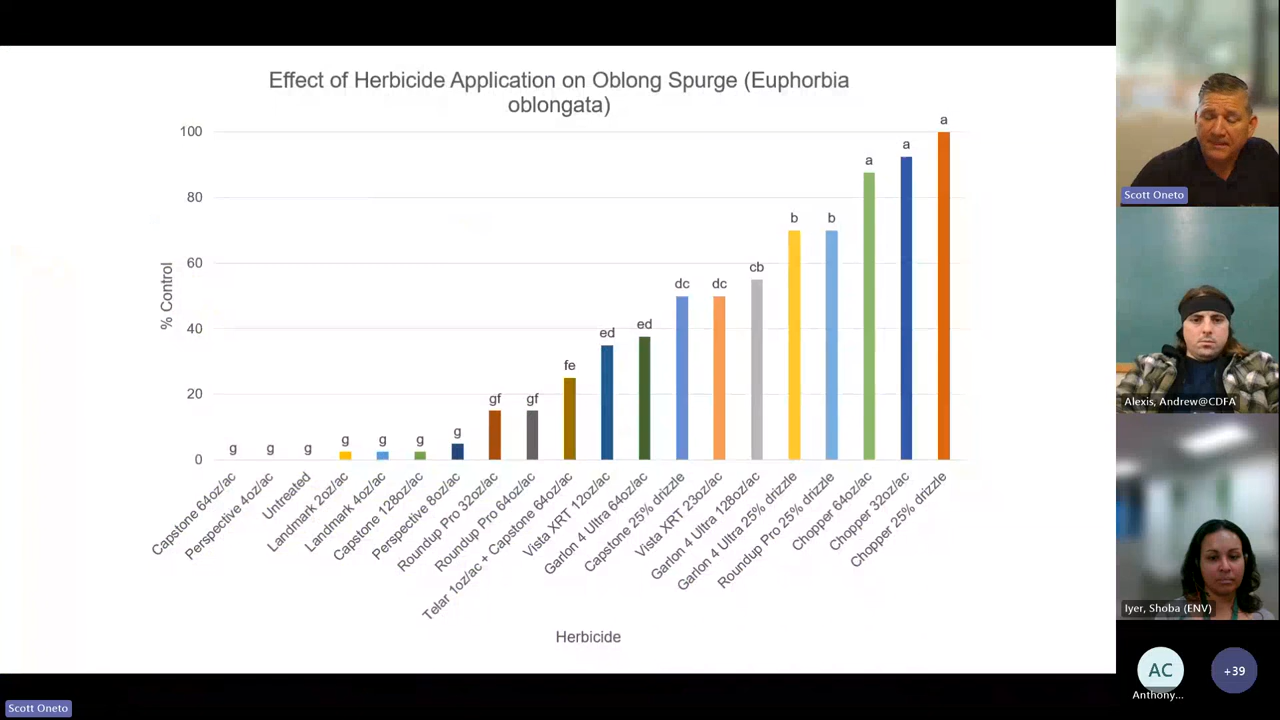 Effect of Herbicide Application on Oblong Spurge (Euphorbia
oblongata)
% Control
100
80
60
40
20
0
g
g
g
g
g
g
g
gf
gf
fe
ed
ed
dc
dc
cb
b
b
a
a
a
Capstone 64oz/ac
Perspective 4oz/ac
Untreated
Landmark 2oz/ac
Landmark 4oz/ac
Capstone 128oz/ac
Perspective 8oz/ac
Roundup Pro 32oz/ac
Roundup Pro 64oz/ac
Telar 1oz/ac + Capstone 64oz/ac
Vista XRT 12oz/ac
Garlon 4 Ultra 64oz/ac
Capstone 25% drizzle
Vista XRT 23oz/ac
Garlon 4 Ultra 128oz/ac
Garlon 4 Ultra 25% drizzle
Roundup Pro 25% drizzle
Chopper 64oz/ac
Chopper 32oz/ac
Chopper 25% drizzle
Herbicide
Scott Oneto
Alexis, Andrew@CDFA
Iyer, Shoba (ENV)
AC
Anthony...
+39
Scott Oneto